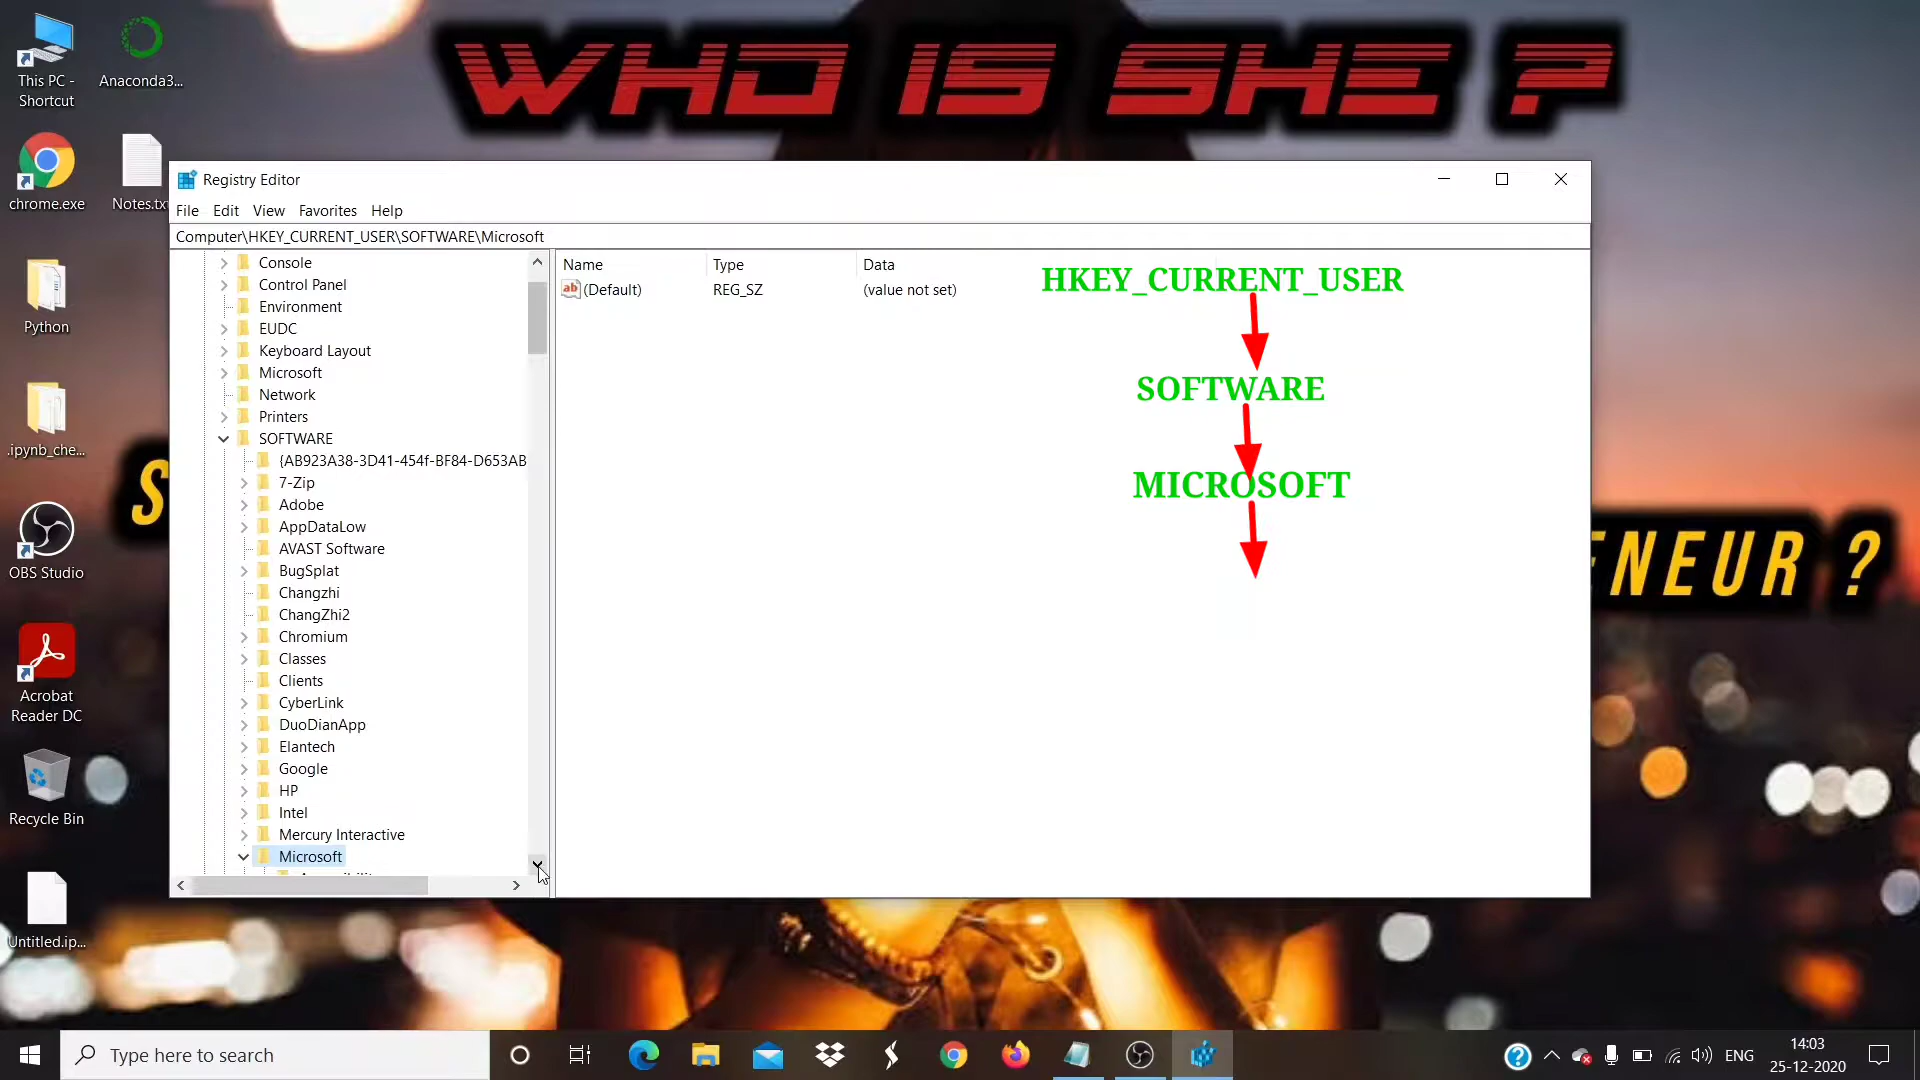 WHO IS SHE ?
This PC -
Shortcut
Anaconda3...
chrome.exe
Notes.tx
Python
.ipynb_che...
OBS Studio
Acrobat
Reader DC
Recycle Bin
Untitled.ip...
Registry Editor
File Edit View Favorites Help
Computer\HKEY_CURRENT_USER\SOFTWARE\Microsoft
Console
Control Panel
Environment
EUDC
Keyboard Layout
Microsoft
Network
Printers
SOFTWARE
{AB923A38-3D41-454f-BF84-D653AB
7-Zip
Adobe
AppDataLow
AVAST Software
BugSplat
Changzhi
ChangZhi2
Chromium
Classes
Clients
CyberLink
DuoDianApp
Elantech
Google
HP
Intel
Mercury Interactive
Microsoft
Name Type Data
ab (Default) REG_SZ (value not set)
HKEY_CURRENT_USER
SOFTWARE
MICROSOFT
S
ENEUR ?
Type here to search
ENG
14:03
25-12-2020